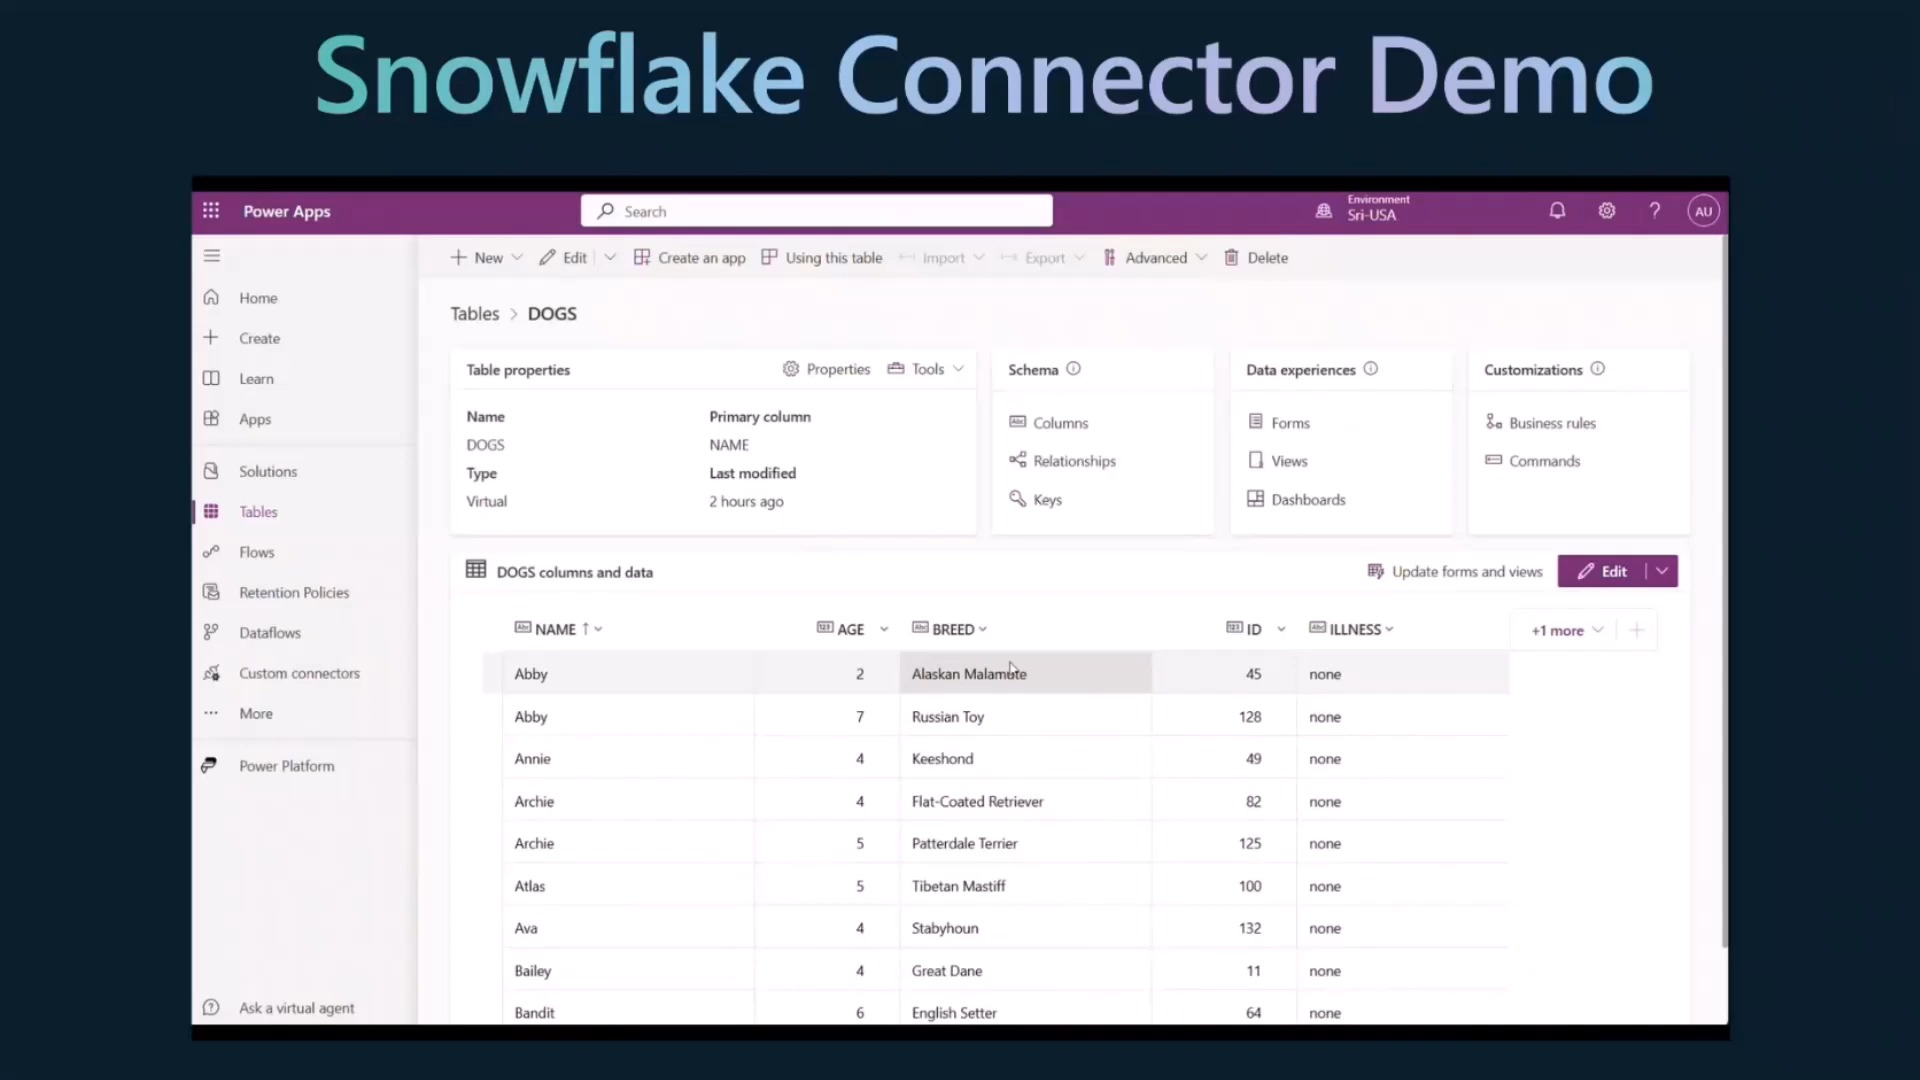 Snowflake Connector Demo
Power Apps
Search
Environment
Sri-USA
AU
New
Edit
Create an app
Using this table
Import
Export
Advanced
Delete
Home
Create
Learn
Apps
Solutions
Tables
Flows
Retention Policies
Dataflows
Custom connectors
More
Power Platform
Ask a virtual agent
Tables > DOGS
Table properties
Properties
Tools
Name
DOGS
Type
Virtual
Primary column
NAME
Last modified
2 hours ago
Schema
Columns
Relationships
Keys
Data experiences
Forms
Views
Dashboards
Customizations
Business rules
Commands
DOGS columns and data
Update forms and views
Edit
NAME ↑ AGE BREED ID ILLNESS +1 more
Abby 2 Alaskan Malamute 45 none
Abby 7 Russian Toy 128 none
Annie 4 Keeshond 49 none
Archie 4 Flat-Coated Retriever 82 none
Archie 5 Patterdale Terrier 125 none
Atlas 5 Tibetan Mastiff 100 none
Ava 4 Stabyhoun 132 none
Bailey 4 Great Dane 11 none
Bandit 6 English Setter 64 none